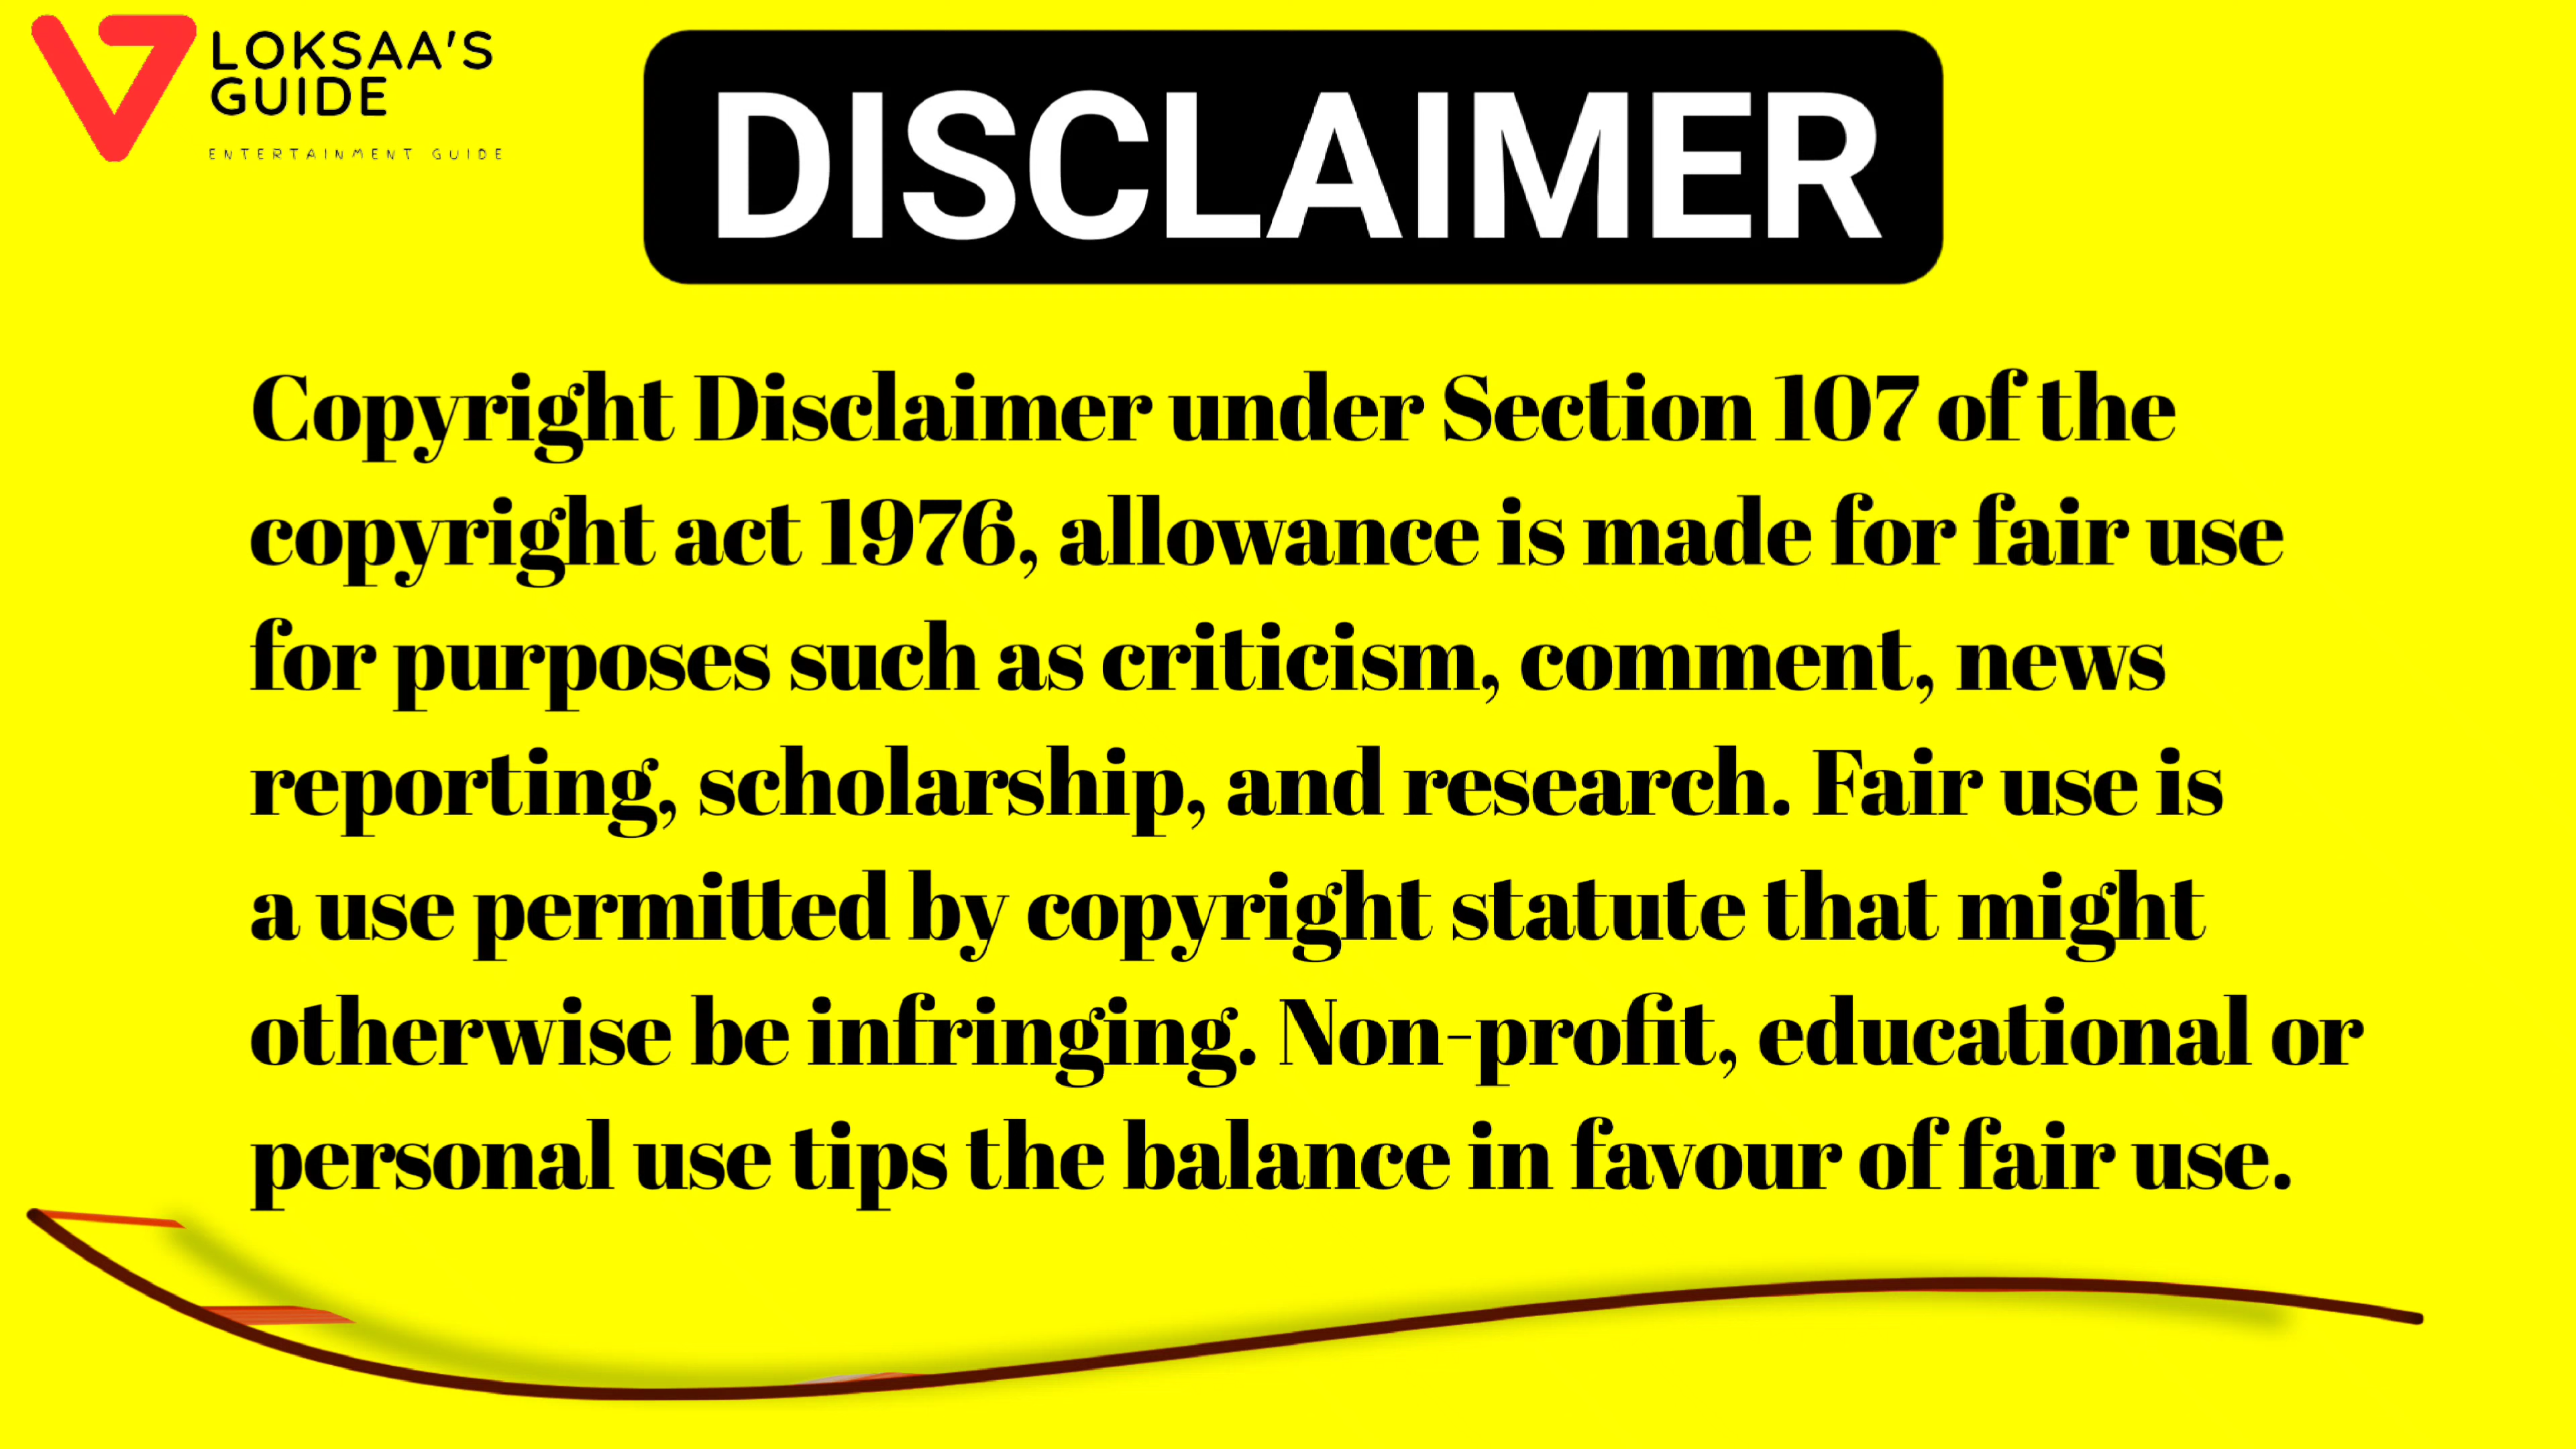 LOKSAA'S
GUIDE
ENTERTAINMENT GUIDE
DISCLAIMER
Copyright Disclaimer under Section 107 of the
copyright act 1976, allowance is made for fair use
for purposes such as criticism, comment, news
reporting, scholarship, and research. Fair use is
a use permitted by copyright statute that might
otherwise be infringing. Non-profit, educational or
personal use tips the balance in favour of fair use.